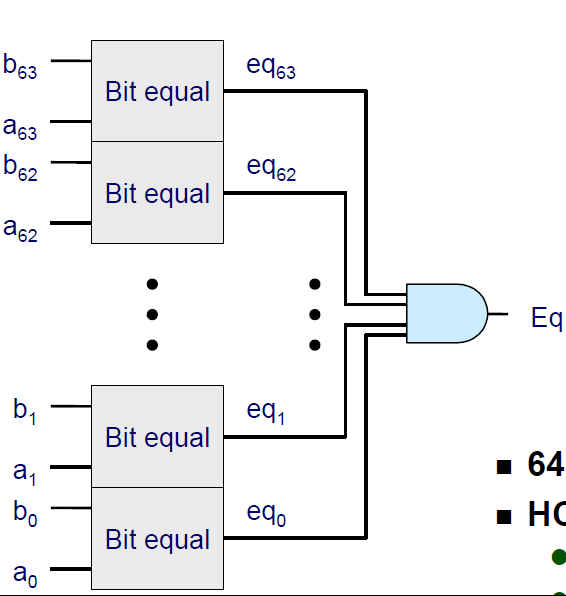 b63 eq63
Bit equal
a63
b62 eq62
Bit equal
a62
Eq
b1 eq1
Bit equal
a1
■ 64
b0 eq0
■ HC
Bit equal
a0